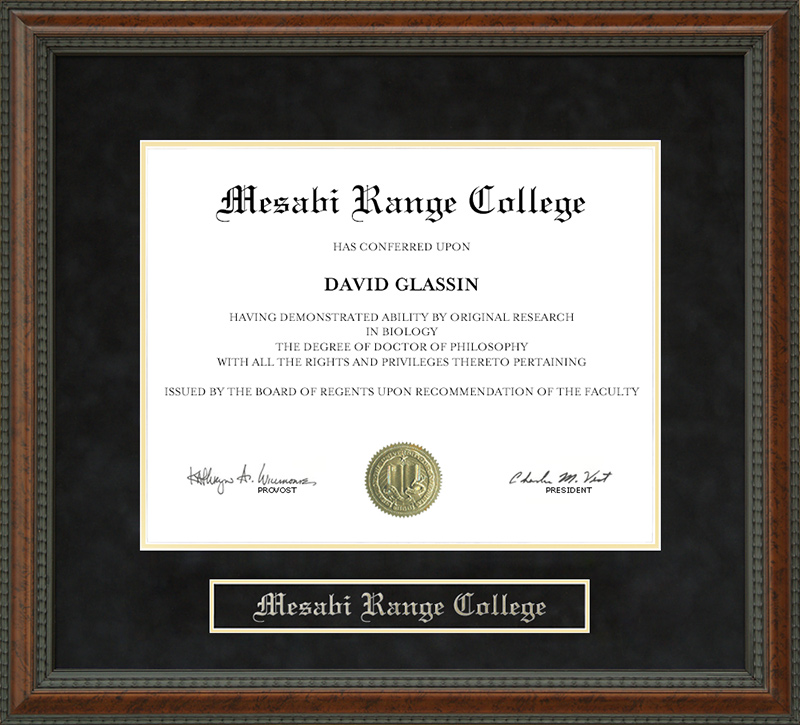 Mesabi Range College
HAS CONFERRED UPON
DAVID GLASSIN
HAVING DEMONSTRATED ABILITY BY ORIGINAL RESEARCH
IN BIOLOGY
THE DEGREE OF DOCTOR OF PHILOSOPHY
WITH ALL THE RIGHTS AND PRIVILEGES THERETO PERTAINING
ISSUED BY THE BOARD OF REGENTS UPON RECOMMENDATION OF THE FACULTY
Charles M. Vest
PROVOST
PRESIDENT
Mesabi Range College